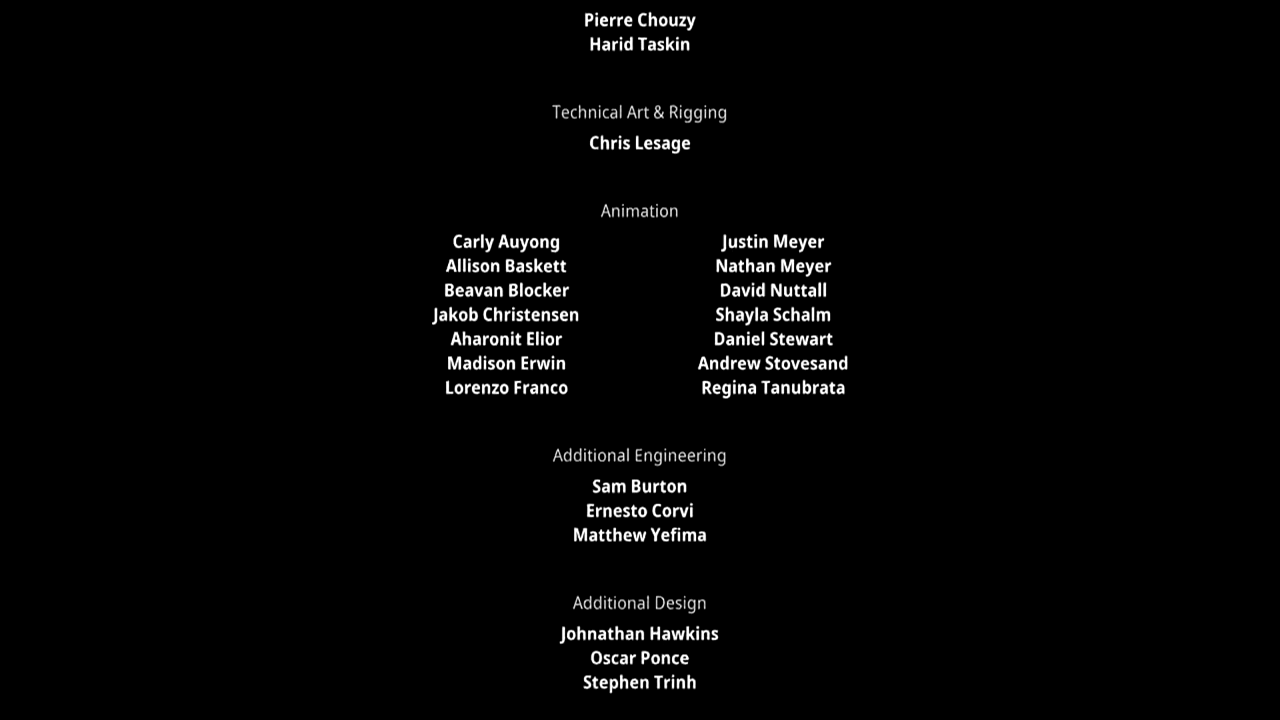 Pierre Chouzy
Harid Taskin
Technical Art & Rigging
Chris Lesage
Animation
Carly Auyong
Allison Baskett
Beavan Blocker
Jakob Christensen
Aharonit Elior
Madison Erwin
Lorenzo Franco
Justin Meyer
Nathan Meyer
David Nuttall
Shayla Schalm
Daniel Stewart
Andrew Stovesand
Regina Tanubrata
Additional Engineering
Sam Burton
Ernesto Corvi
Matthew Yefima
Additional Design
Johnathan Hawkins
Oscar Ponce
Stephen Trinh